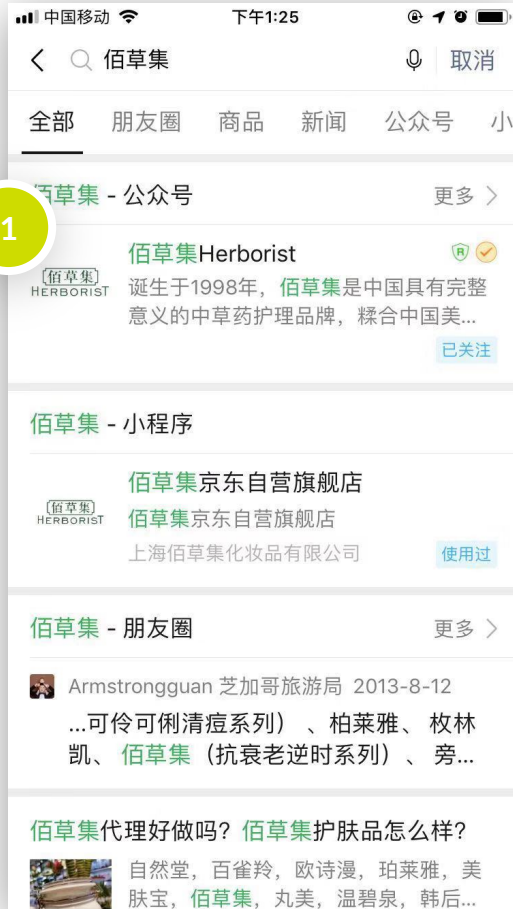 中国移动 下午1:25
佰草集 取消
全部 朋友圈 商品 新闻 公众号 小
佰草集 - 公众号 更多
1
佰草集Herborist
佰草集
HERBORIST
诞生于1998年，佰草集是中国具有完整
意义的中草药护理品牌，糅合中国美...
已关注
佰草集 - 小程序
佰草集京东自营旗舰店
佰草集
HERBORIST
佰草集京东自营旗舰店
上海佰草集化妆品有限公司 使用过
佰草集 - 朋友圈 更多
Armstrongguan 芝加哥旅游局 2013-8-12
...可伶可俐清痘系列） 、柏莱雅、 枚林
凯、 佰草集（抗衰老逆时系列）、 旁...
佰草集代理好做吗？佰草集护肤品怎么样？
自然堂，百雀羚，欧诗漫，珀莱雅，美
肤宝，佰草集，丸美，温碧泉，韩后...